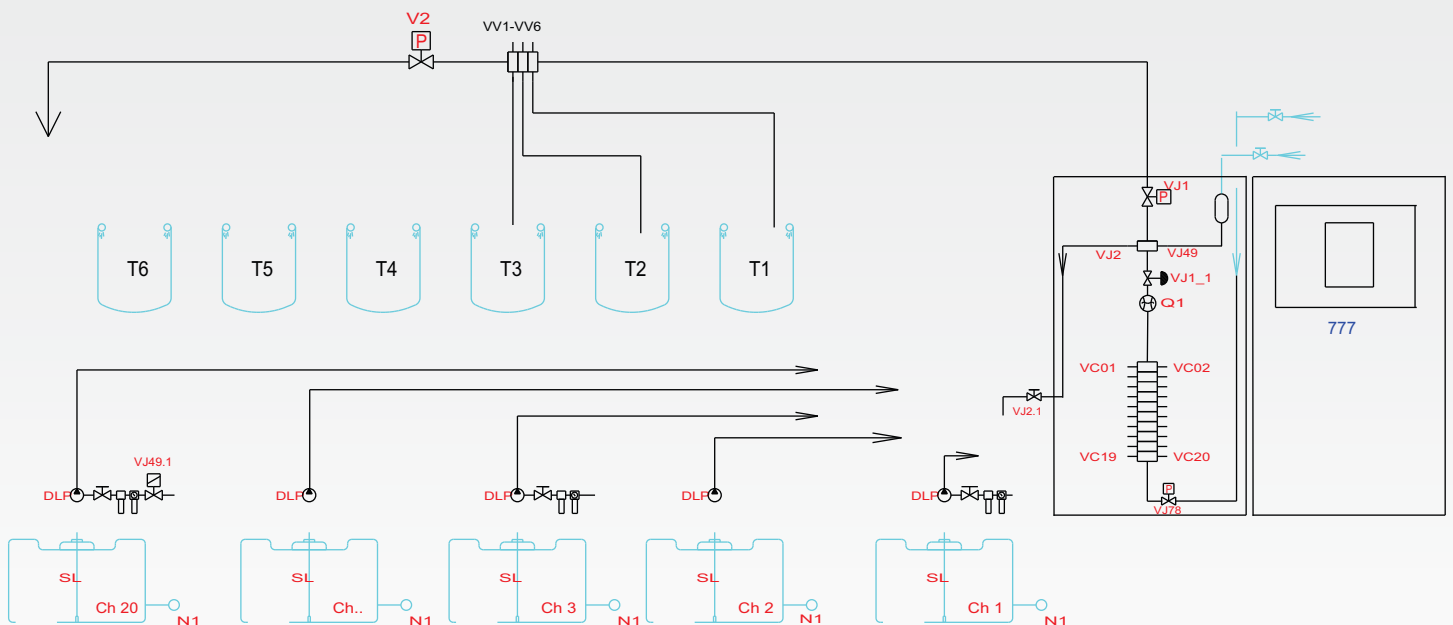 V2
VV1-VV6
P
VJ1
P
T6
T5
T4
T3
T2
T1
VJ2
VJ49
VJ1_1
Q1
777
VC01
VC02
VJ2.1
VC19
VC20
VJ49.1
P
DLP
DLP
DLP
DLP
DLP
VJ78
SL
SL
SL
SL
SL
Ch 20
Ch..
Ch 3
Ch 2
Ch 1
N1
N1
N1
N1
N1